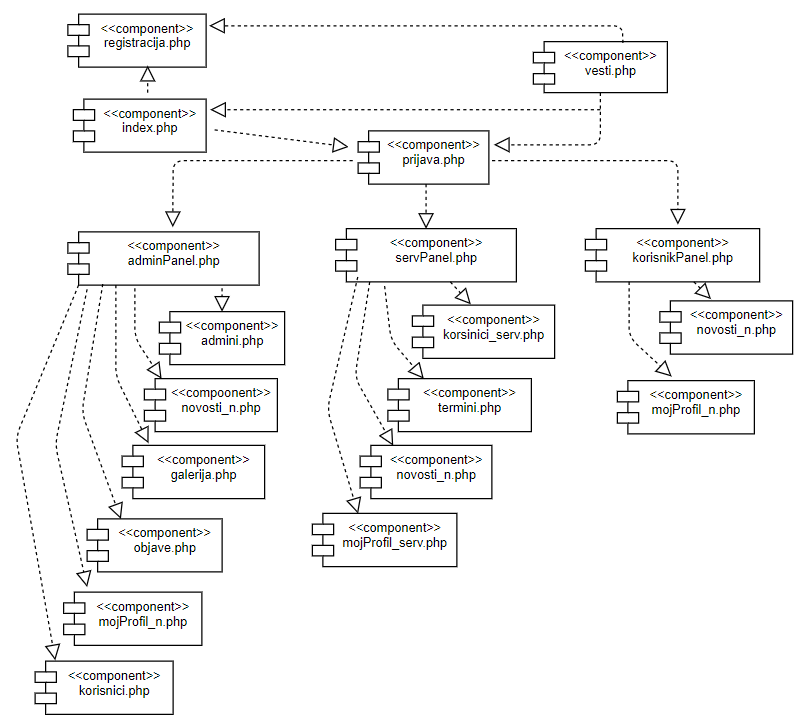 <<component>>
registracija.php
<<component>>
vesti.php
<<component>>
index.php
<<component>>
prijava.php
<<component>>
adminPanel.php
<<component>>
servPanel.php
<<component>>
korisnikPanel.php
<<component>>
admini.php
<<component>>
korsinici_serv.php
<<component>>
novosti_n.php
<<compoonent>>
novosti_n.php
<<component>>
termini.php
<<component>>
mojProfil_n.php
<<component>>
galerija.php
<<component>>
novosti_n.php
<<component>>
objave.php
<<component>>
mojProfil_serv.php
<<component>>
mojProfil_n.php
<<component>>
korisnici.php